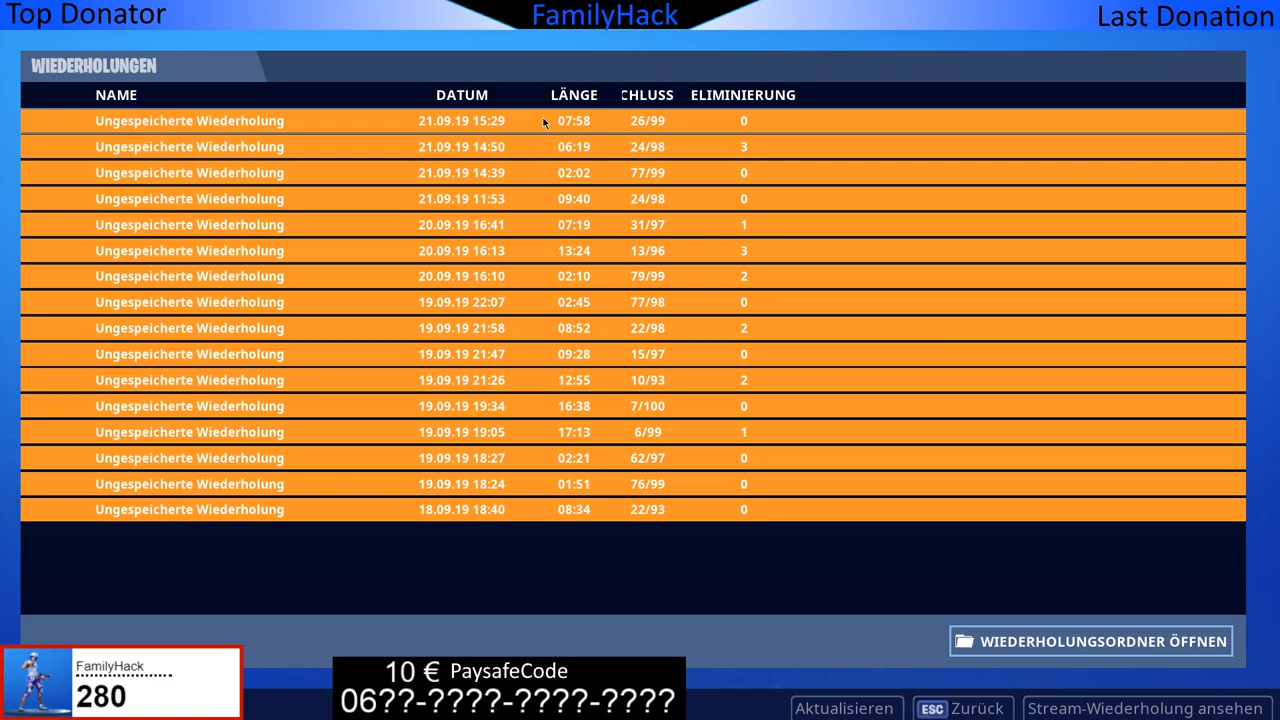 Top Donator FamilyHack Last Donation
WIEDERHOLUNGEN
NAME DATUM LÄNGE CHLUSS ELIMINIERUNG
Ungespeicherte Wiederholung 21.09.19 15:29 07:58 26/99 0
Ungespeicherte Wiederholung 21.09.19 14:50 06:19 24/98 3
Ungespeicherte Wiederholung 21.09.19 14:39 02:02 77/99 0
Ungespeicherte Wiederholung 21.09.19 11:53 09:40 24/98 0
Ungespeicherte Wiederholung 20.09.19 16:41 07:19 31/97 1
Ungespeicherte Wiederholung 20.09.19 16:13 13:24 13/96 3
Ungespeicherte Wiederholung 20.09.19 16:10 02:10 79/99 2
Ungespeicherte Wiederholung 19.09.19 22:07 02:45 77/98 0
Ungespeicherte Wiederholung 19.09.19 21:58 08:52 22/98 2
Ungespeicherte Wiederholung 19.09.19 21:47 09:28 15/97 0
Ungespeicherte Wiederholung 19.09.19 21:26 12:55 10/93 2
Ungespeicherte Wiederholung 19.09.19 19:34 16:38 7/100 0
Ungespeicherte Wiederholung 19.09.19 19:05 17:13 6/99 1
Ungespeicherte Wiederholung 19.09.19 18:27 02:21 62/97 0
Ungespeicherte Wiederholung 19.09.19 18:24 01:51 76/99 0
Ungespeicherte Wiederholung 18.09.19 18:40 08:34 22/93 0
WIEDERHOLUNGSORDNER ÖFFNEN
FamilyHack
280
10 € PaysafeCode
06??-????-????-????
Aktualisieren ESC Zurück Stream-Wiederholung ansehen